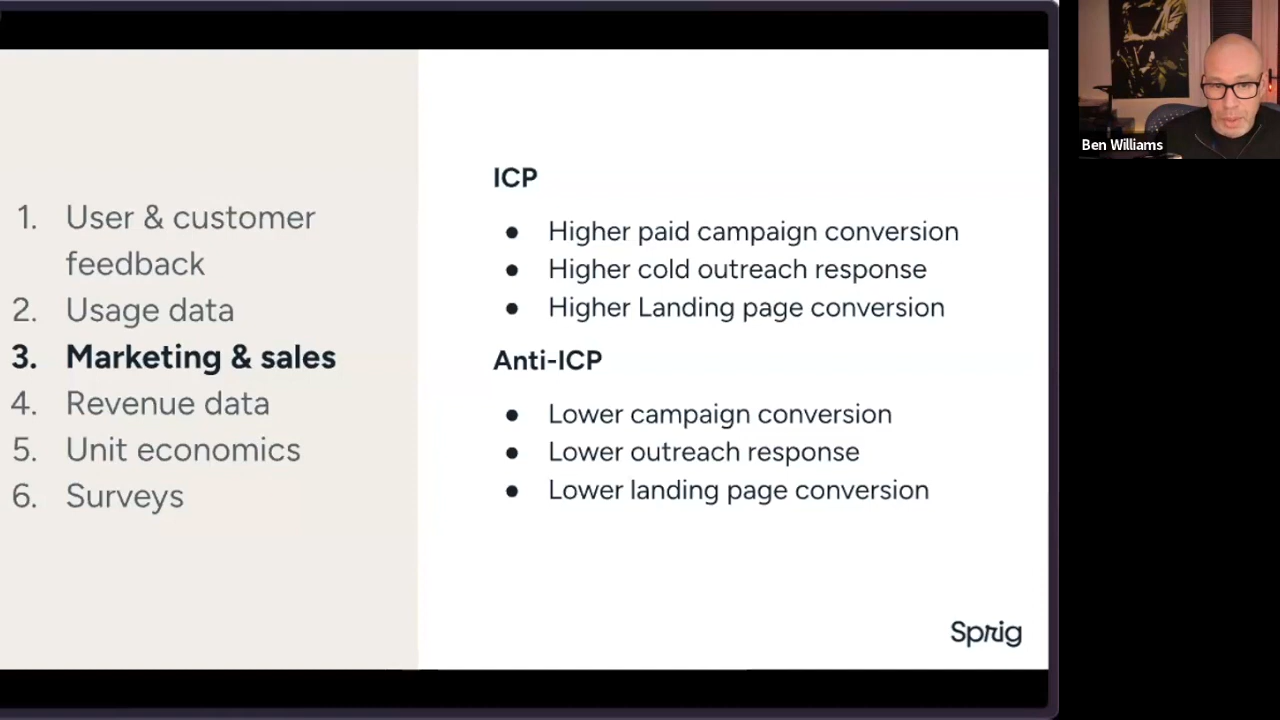 1. User & customer
feedback
2. Usage data
3. Marketing & sales
4. Revenue data
5. Unit economics
6. Surveys
ICP
● Higher paid campaign conversion
● Higher cold outreach response
● Higher Landing page conversion
Anti-ICP
● Lower campaign conversion
● Lower outreach response
● Lower landing page conversion
Sprig
Ben Williams